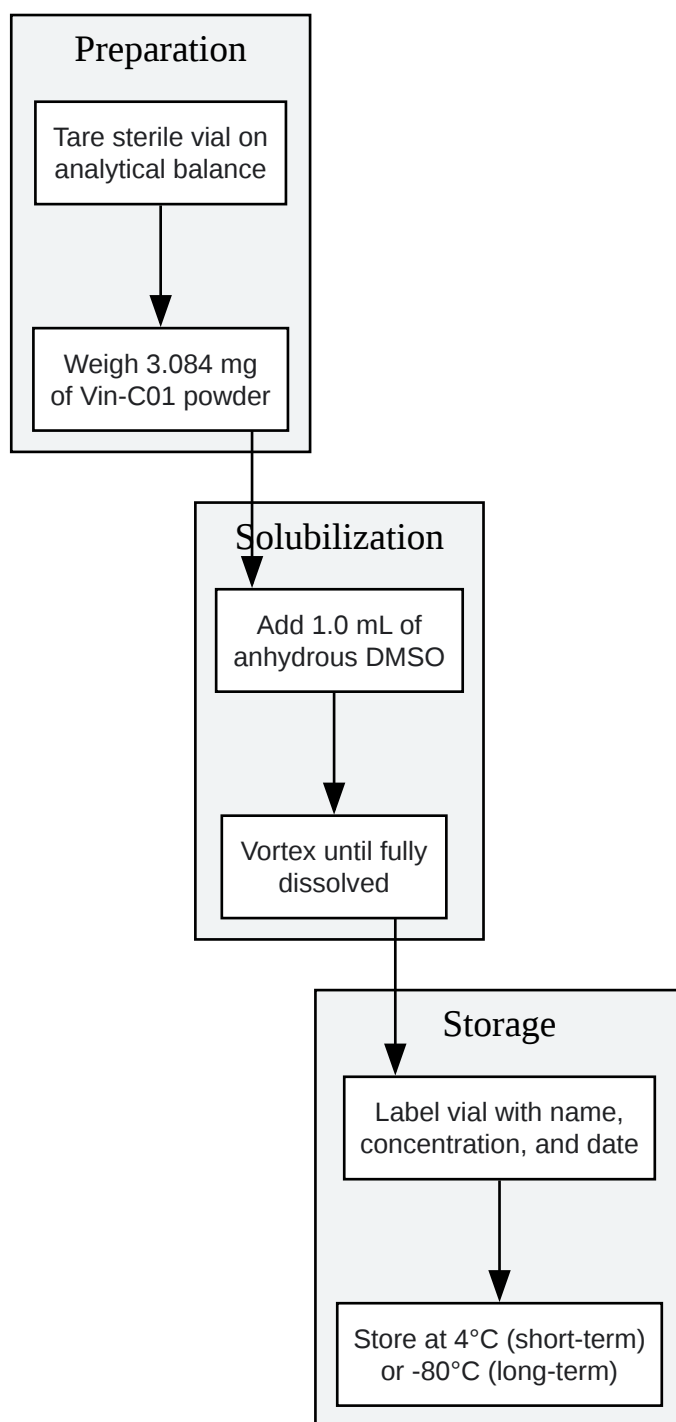 Preparation
Tare sterile vial on
analytical balance
Weigh 3.084 mg
of Vin-C01 powder
Solubilization
Add 1.0 mL of
anhydrous DMSO
Vortex until fully
dissolved
Storage
Label vial with name,
concentration, and date
Store at 4°C (short-term)
or -80°C (long-term)